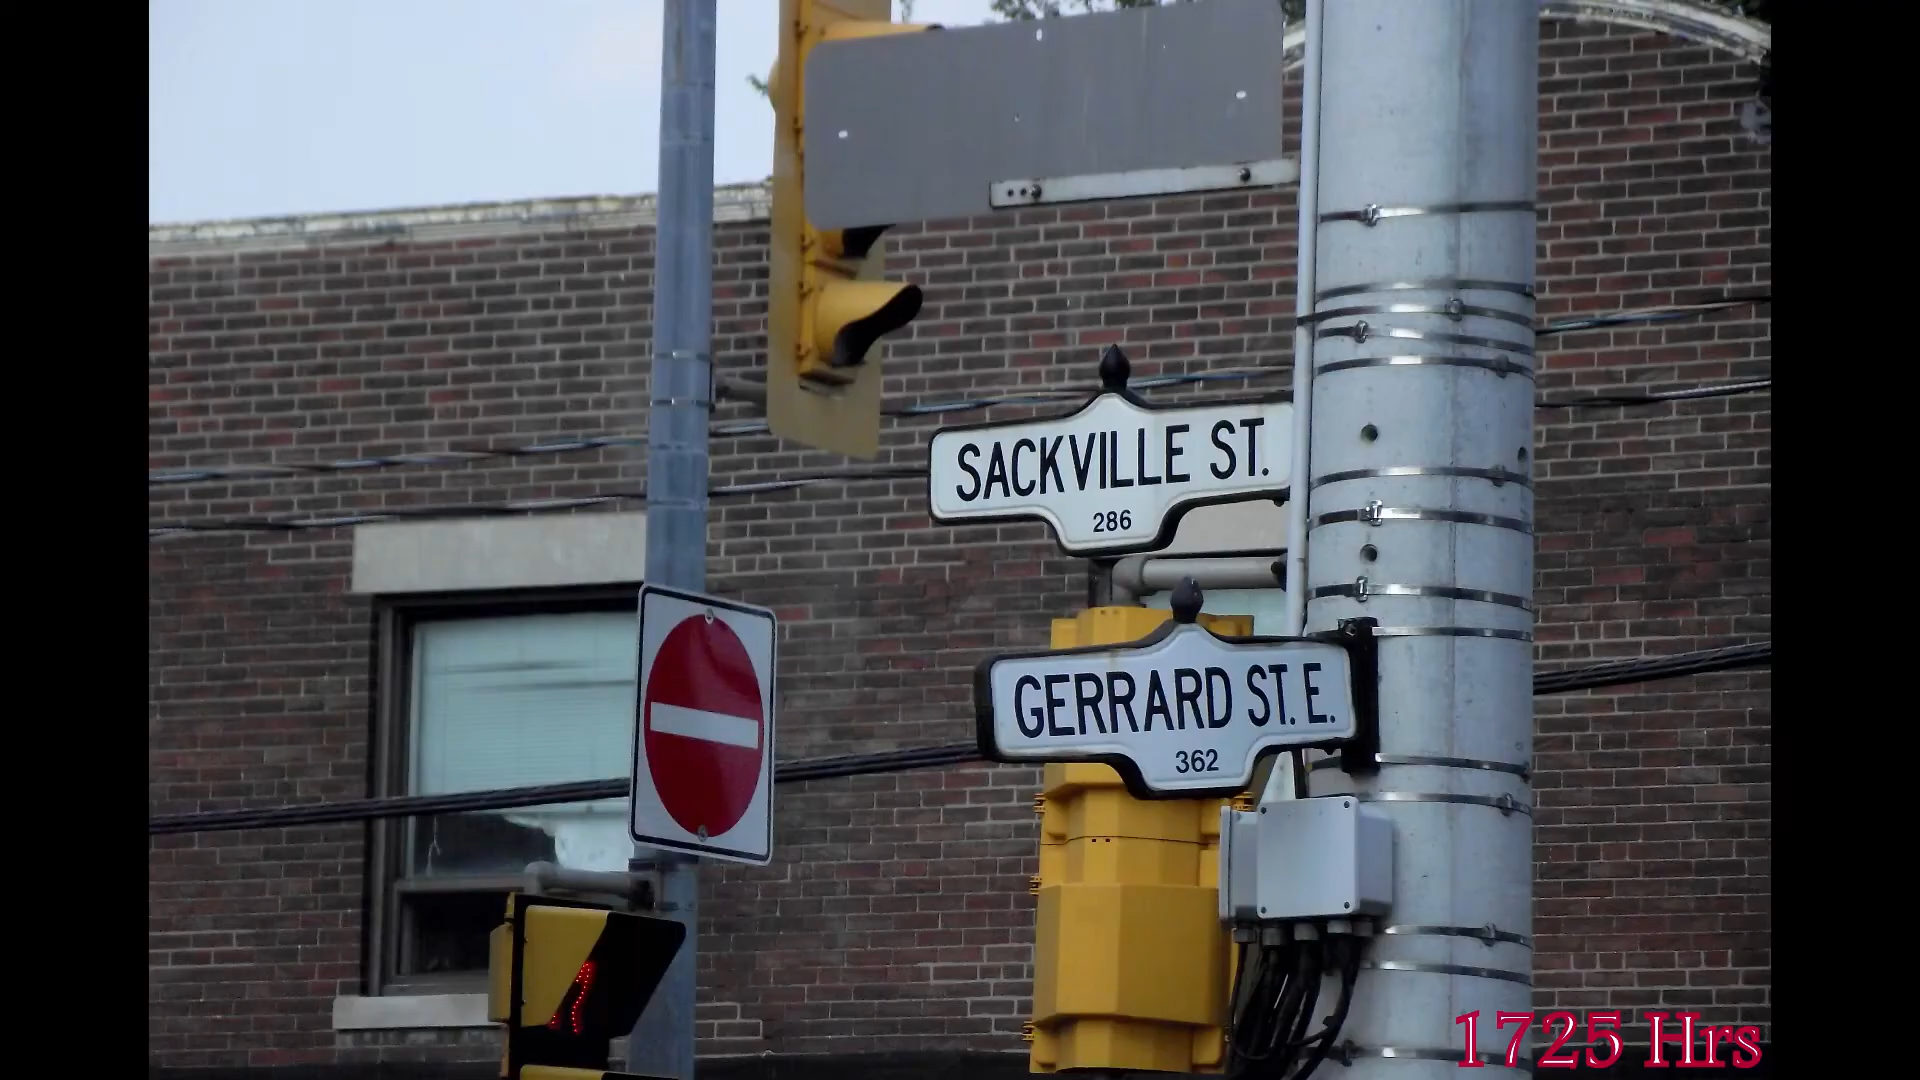 SACKVILLE ST.
286
GERRARD ST. E.
362
1725 Hrs